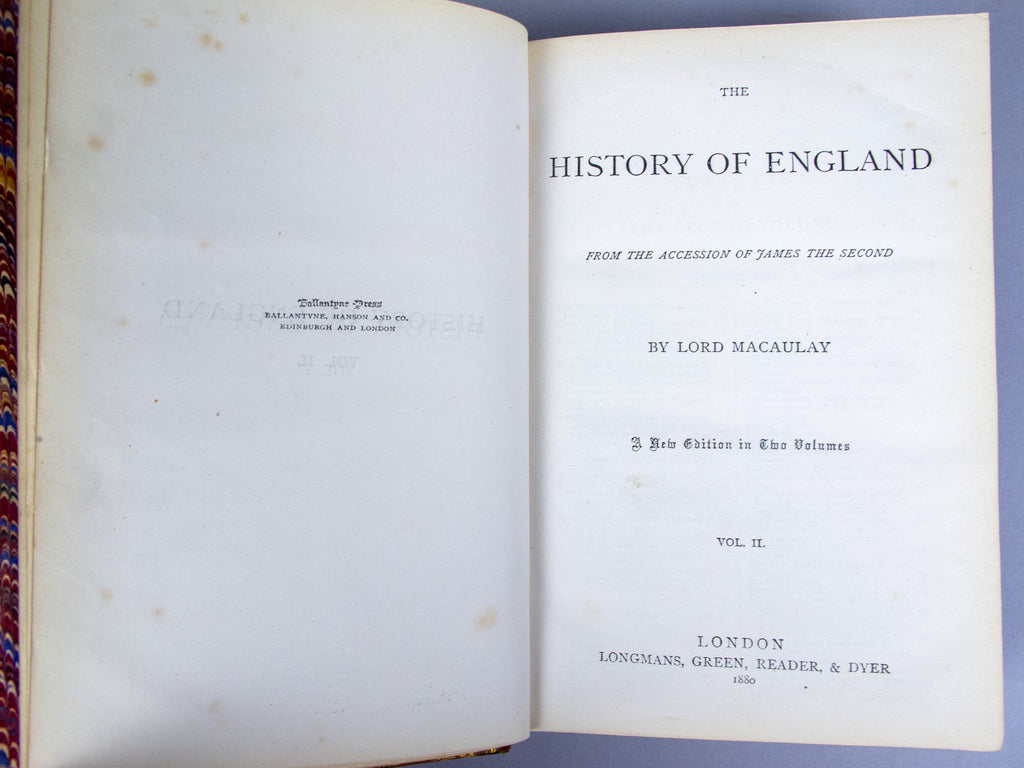 Ballantyne Press
BALLANTYNE, HANSON AND CO.
EDINBURGH AND LONDON
THE
HISTORY OF ENGLAND
FROM THE ACCESSION OF JAMES THE SECOND
BY LORD MACAULAY
A New Edition in Two Volumes
VOL. II.
LONDON
LONGMANS, GREEN, READER, & DYER
1880